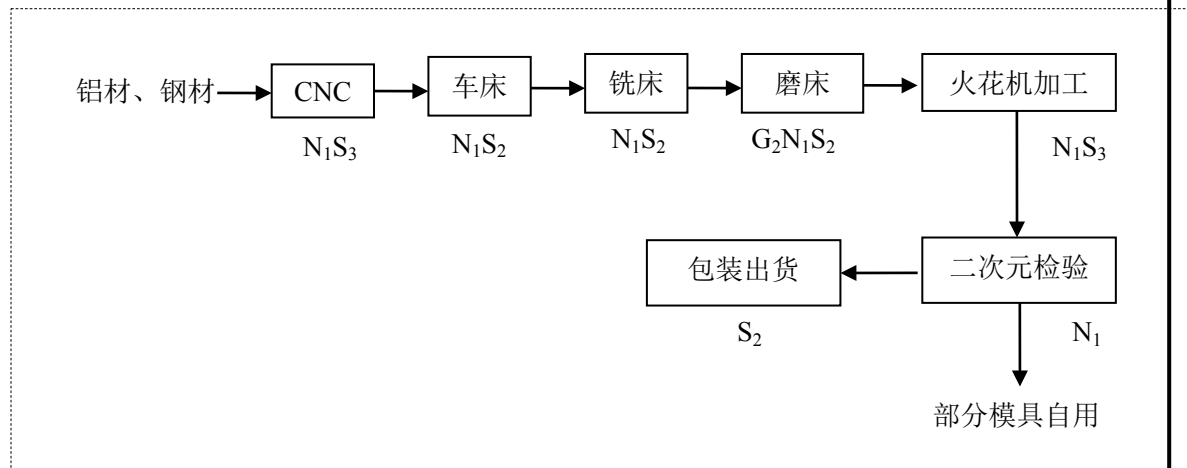 铝材、钢材
CNC
车床
铣床
磨床
火花机加工
N₁S₃
N₁S₂
N₁S₂
G₂N₁S₂
N₁S₃
包装出货
二次元检验
S₂
N₁
部分模具自用